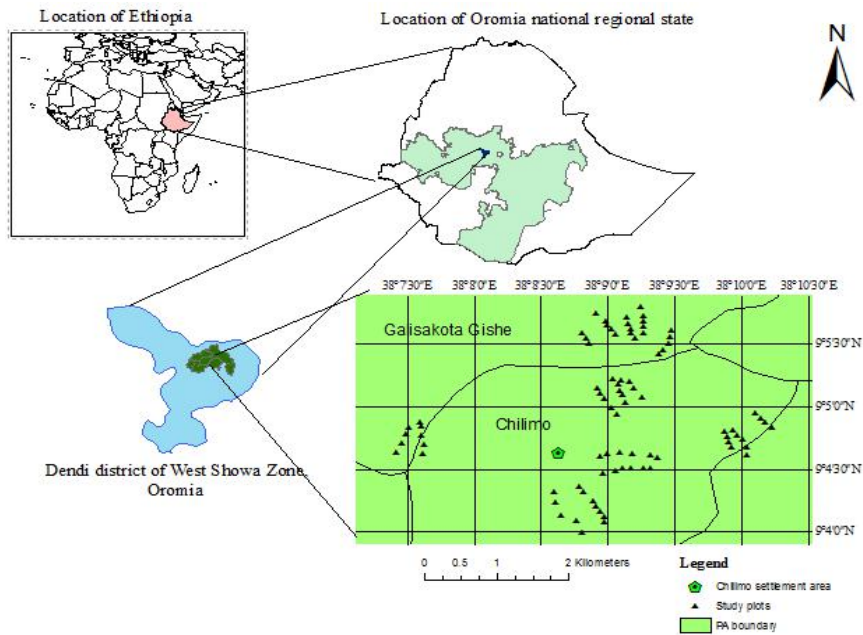 Location of Ethiopia
Location of Oromia national regional state
N
38°7'30"E 38°8'0"E 38°8'30"E 38°9'0"E 38°9'30"E 38°10'0"E 38°10'30"E
Galisakota Gishe
9°5'30"N
9°5'0"N
Chilimo
9°4'30"N
9°4'0"N
Dendi district of West Showa Zone,
Oromia
0 0.5 1 2 Kilometers
Legend
Chilimo settlement area
Study plots
PA boundary